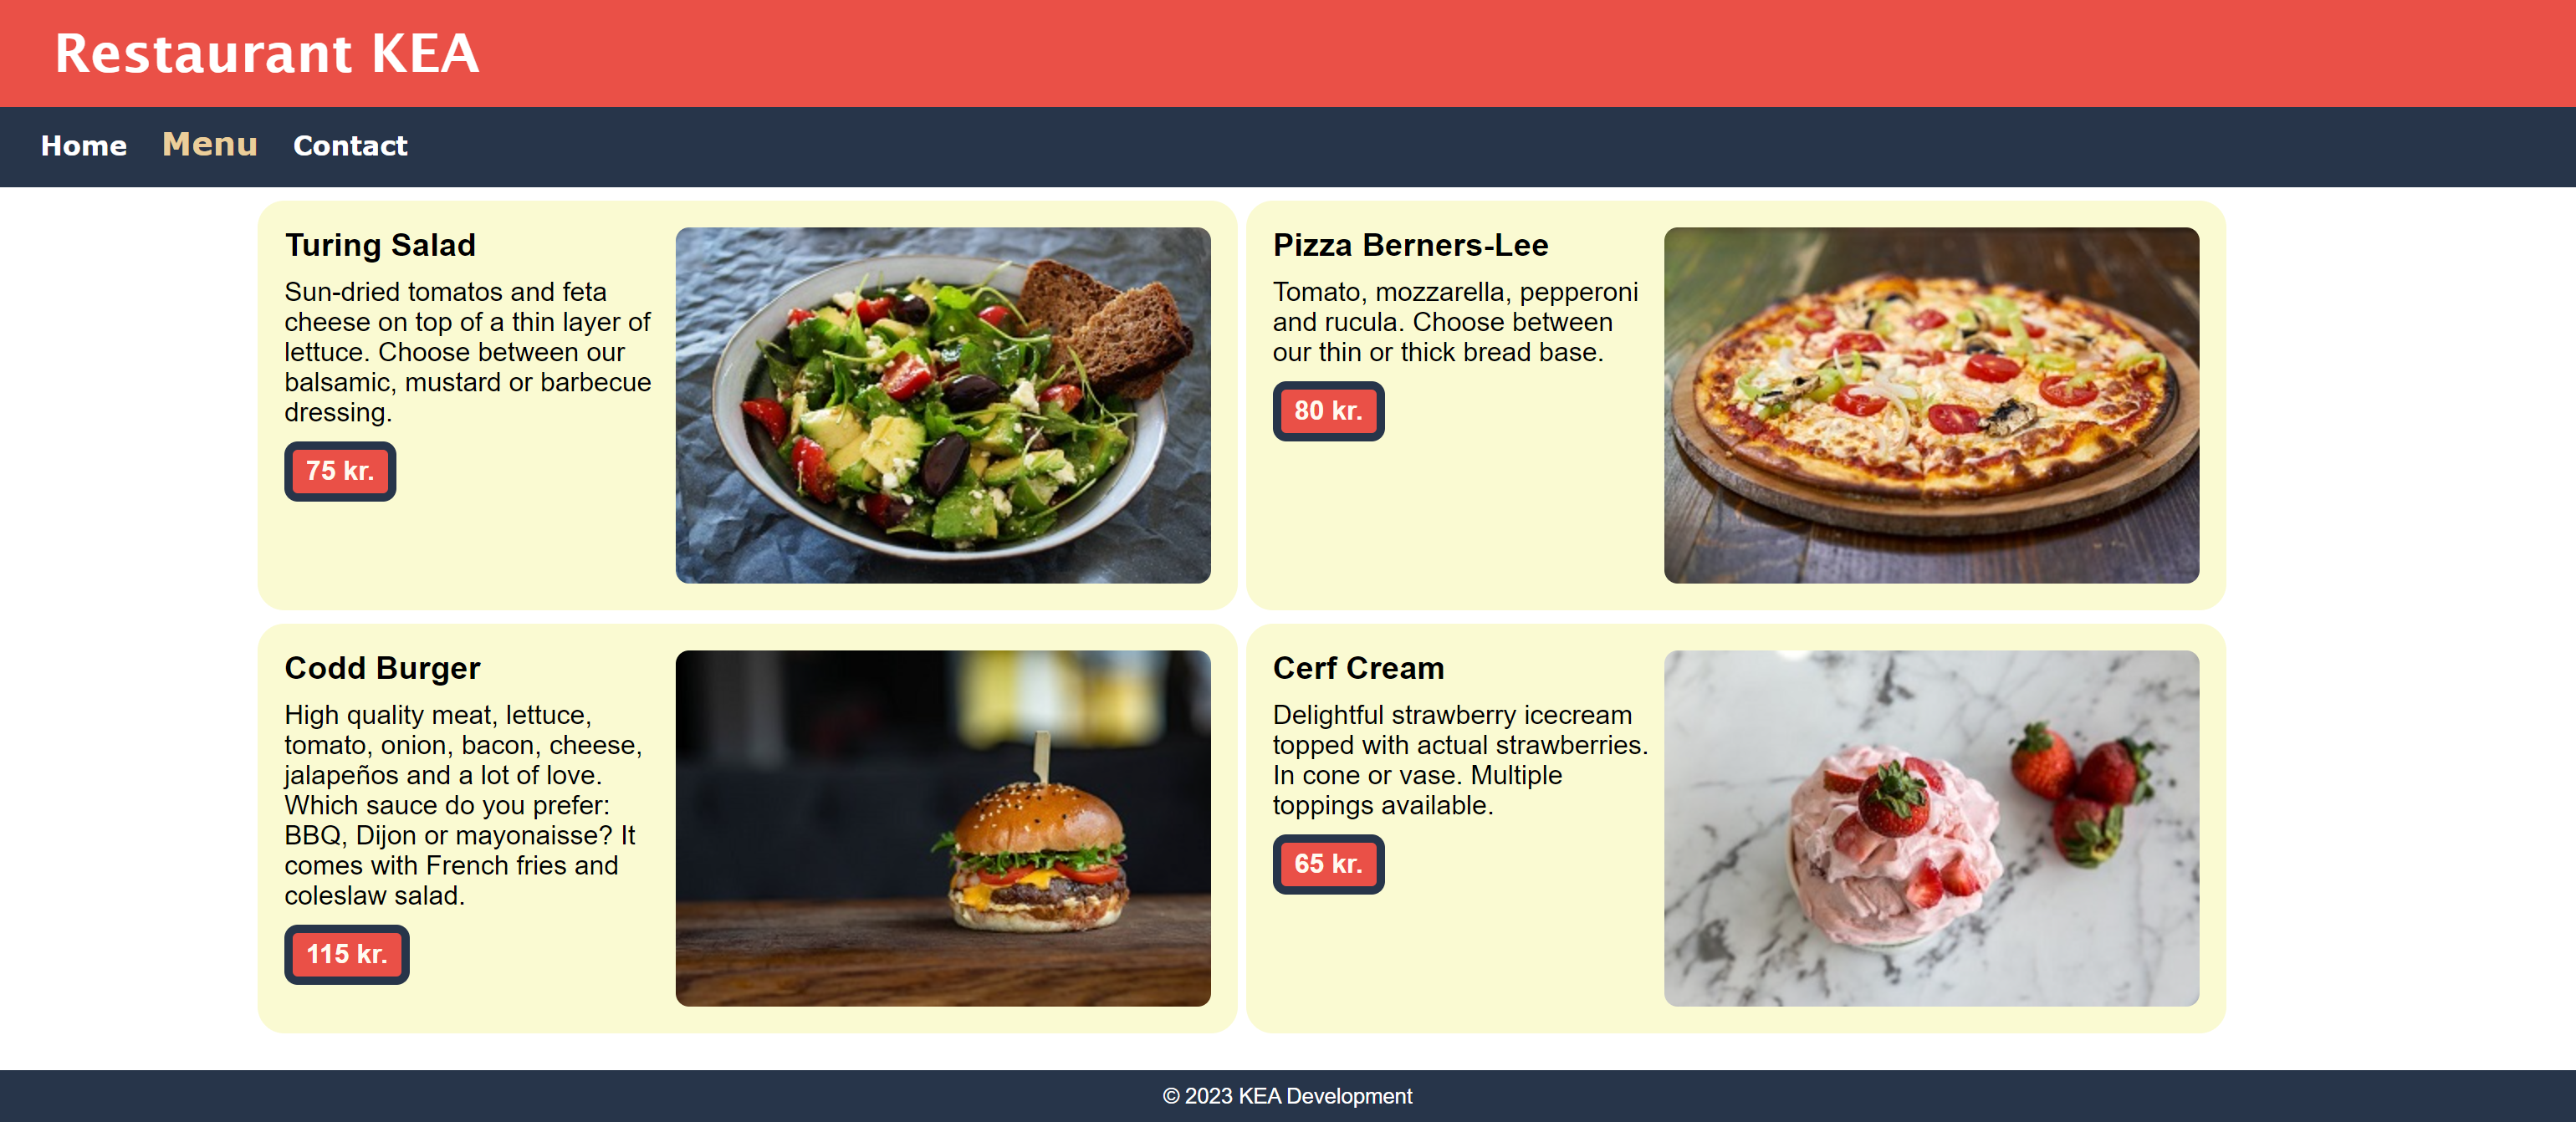 Restaurant KEA
Home Menu Contact
Turing Salad
Sun-dried tomatos and feta
cheese on top of a thin layer of
lettuce. Choose between our
balsamic, mustard or barbecue
dressing.
75 kr.
Pizza Berners-Lee
Tomato, mozzarella, pepperoni
and rucula. Choose between
our thin or thick bread base.
80 kr.
Codd Burger
High quality meat, lettuce,
tomato, onion, bacon, cheese,
jalapeños and a lot of love.
Which sauce do you prefer:
BBQ, Dijon or mayonaisse? It
comes with French fries and
coleslaw salad.
115 kr.
Cerf Cream
Delightful strawberry icecream
topped with actual strawberries.
In cone or vase. Multiple
toppings available.
65 kr.
© 2023 KEA Development